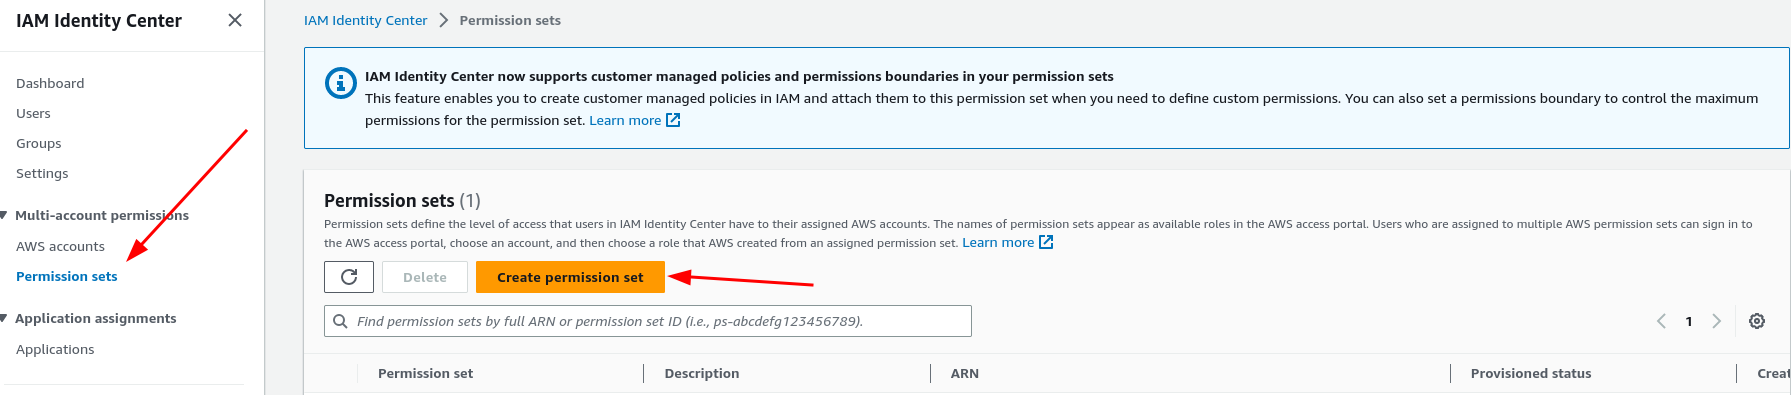 IAM Identity Center
Dashboard
Users
Groups
Settings
Multi-account permissions
AWS accounts
Permission sets
Application assignments
Applications
IAM Identity Center > Permission sets
IAM Identity Center now supports customer managed policies and permissions boundaries in your permission sets
This feature enables you to create customer managed policies in IAM and attach them to this permission set when you need to define custom permissions. You can also set a permissions boundary to control the maximum
permissions for the permission set. Learn more
Permission sets (1)
Permission sets define the level of access that users in IAM Identity Center have to their assigned AWS accounts. The names of permission sets appear as available roles in the AWS access portal. Users who are assigned to multiple AWS permission sets can sign in to
the AWS access portal, choose an account, and then choose a role that AWS created from an assigned permission set. Learn more
Delete
Create permission set
Find permission sets by full ARN or permission set ID (i.e., ps-abcdefg123456789).
1
Permission set
Description
ARN
Provisioned status
Creat